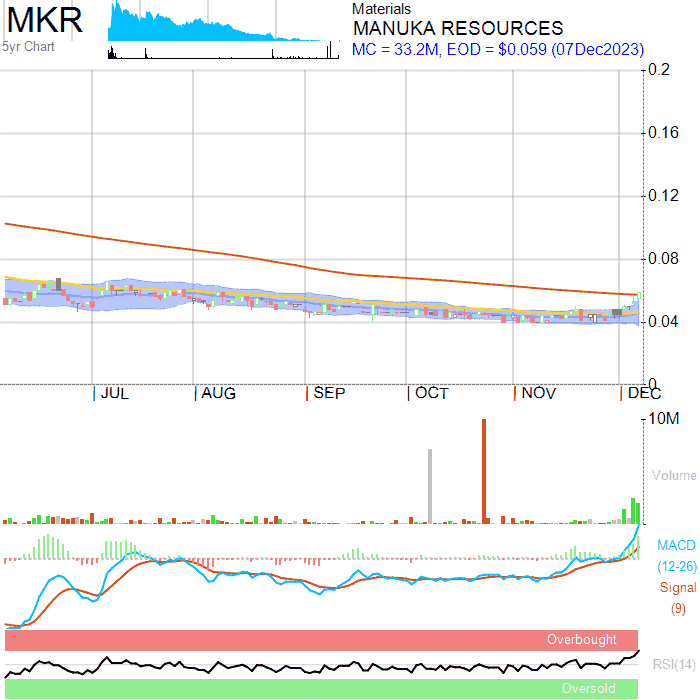 MKR
5yr Chart
Materials
MANUKA RESOURCES
MC = 33.2M, EOD = $0.059 (07Dec2023)
0.2
0.16
0.12
0.08
0.04
0
JUL AUG SEP OCT NOV DEC
10M
Volume
MACD
(12-26)
Signal
(9)
Overbought
RSI(14)
Oversold